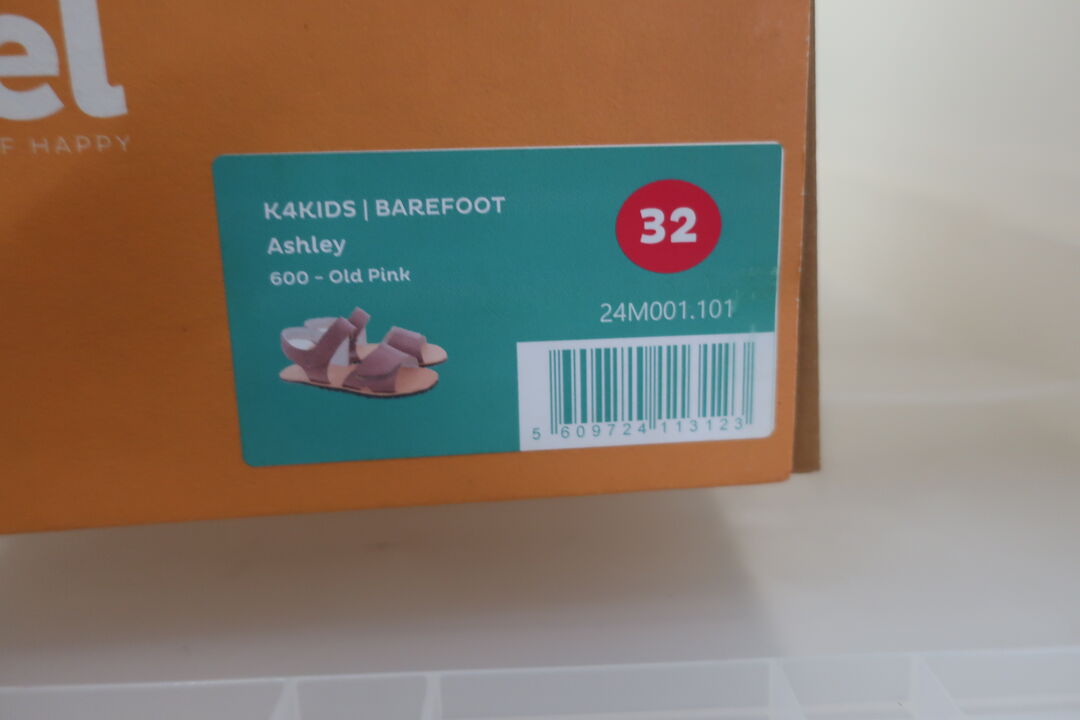 el
F HAPPY
K4KIDS | BAREFOOT
Ashley
600 - Old Pink
32
24M001.101
5 609724 113123